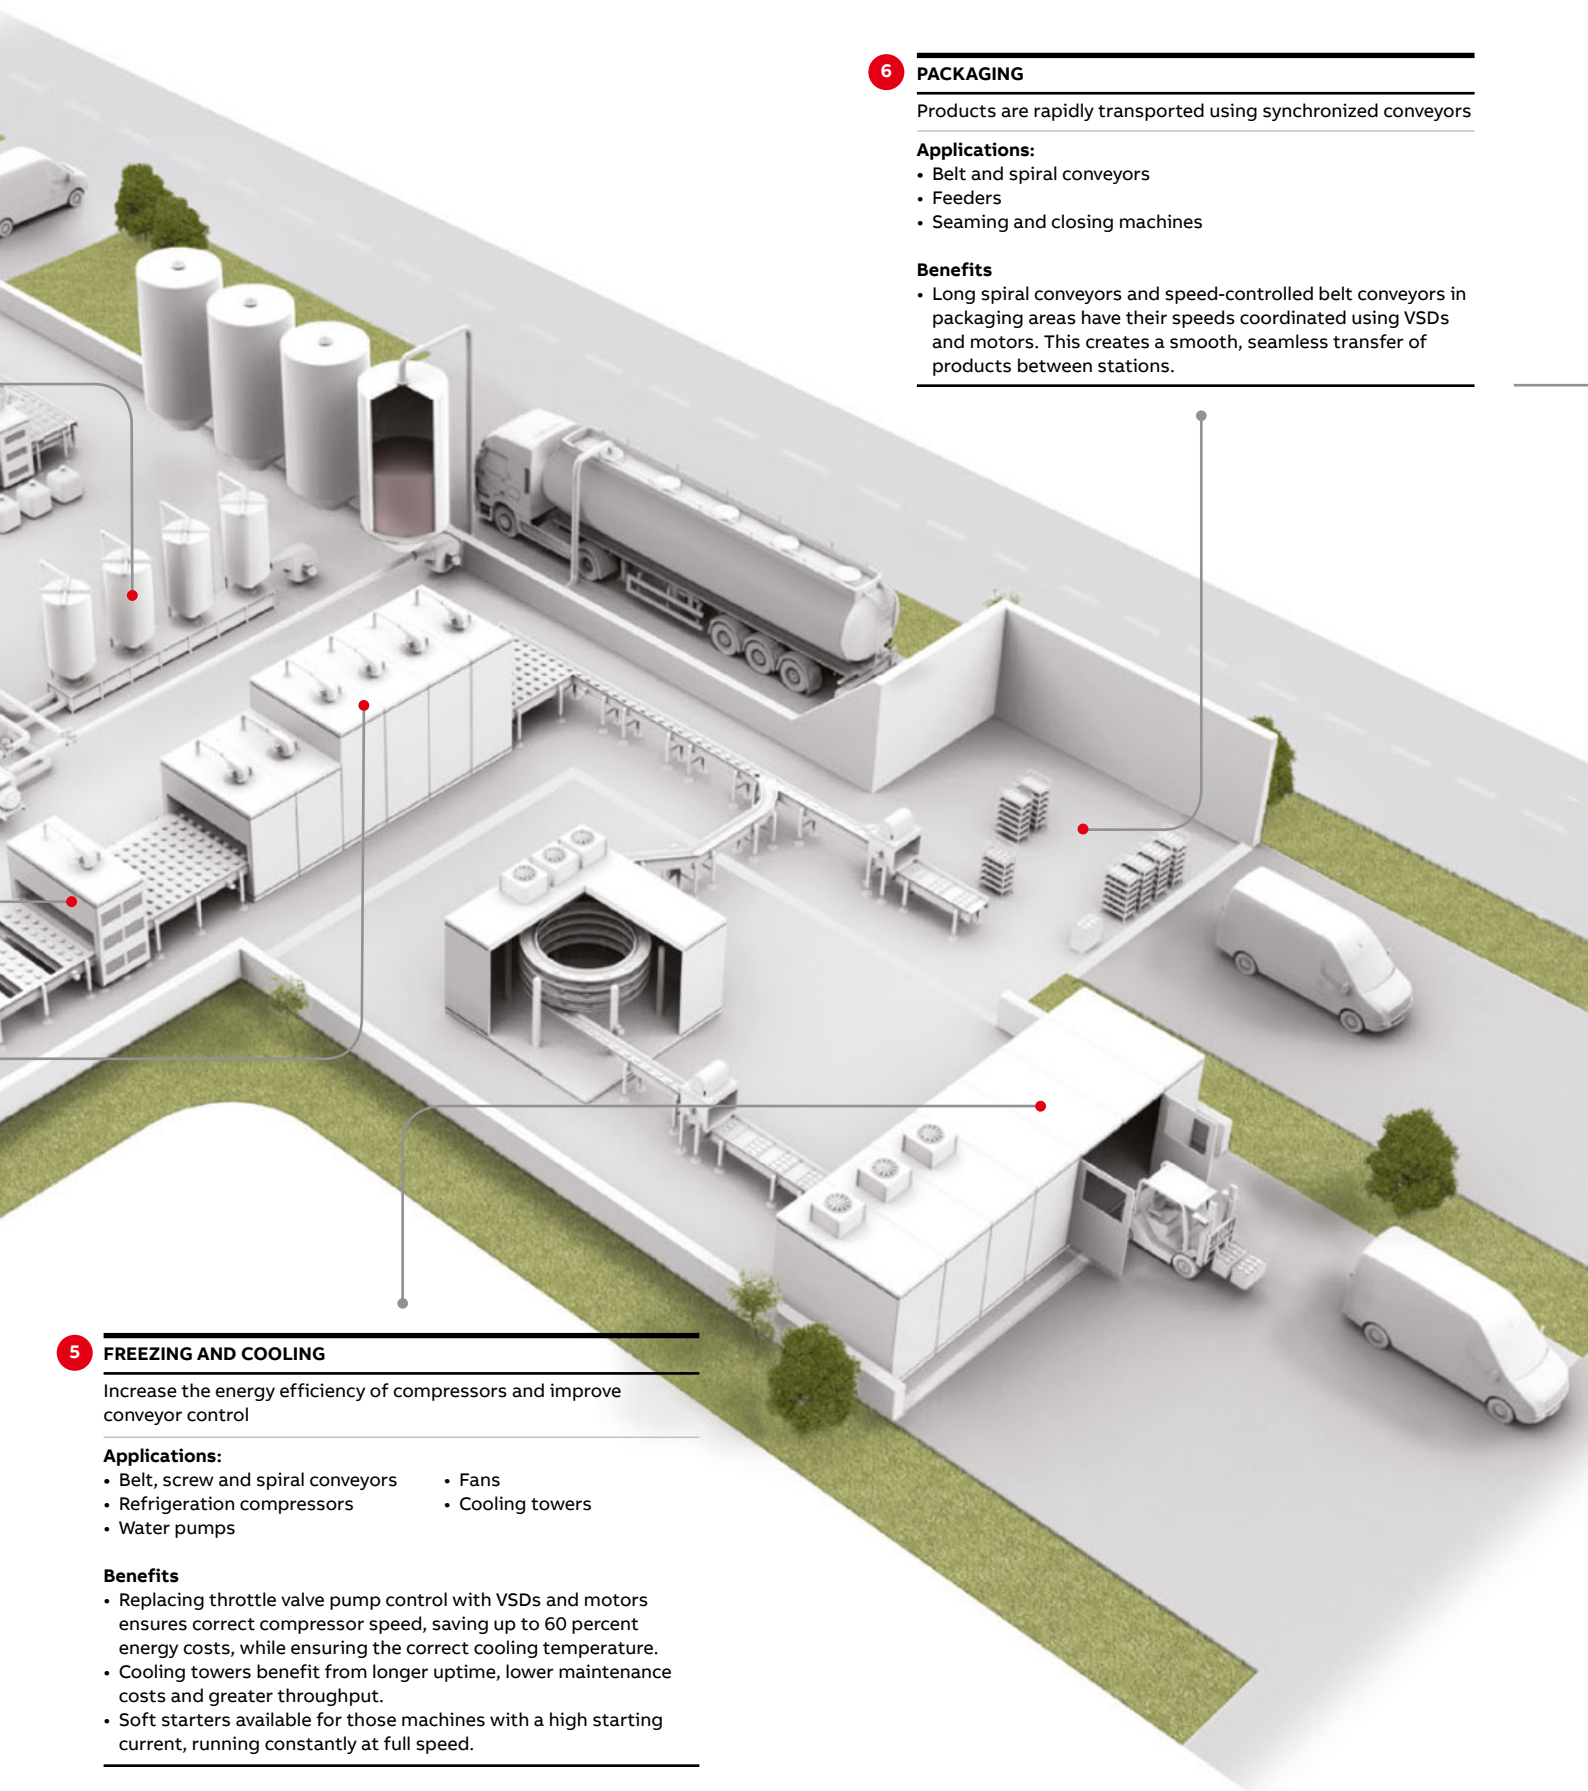 6
PACKAGING
Products are rapidly transported using synchronized conveyors
Applications:
• Belt and spiral conveyors
• Feeders
• Seaming and closing machines
Benefits
• Long spiral conveyors and speed-controlled belt conveyors in
packaging areas have their speeds coordinated using VSDs
and motors. This creates a smooth, seamless transfer of
products between stations.
5
FREEZING AND COOLING
Increase the energy efficiency of compressors and improve
conveyor control
Applications:
• Belt, screw and spiral conveyors
• Refrigeration compressors
• Water pumps
• Fans
• Cooling towers
Benefits
• Replacing throttle valve pump control with VSDs and motors
ensures correct compressor speed, saving up to 60 percent
energy costs, while ensuring the correct cooling temperature.
• Cooling towers benefit from longer uptime, lower maintenance
costs and greater throughput.
• Soft starters available for those machines with a high starting
current, running constantly at full speed.